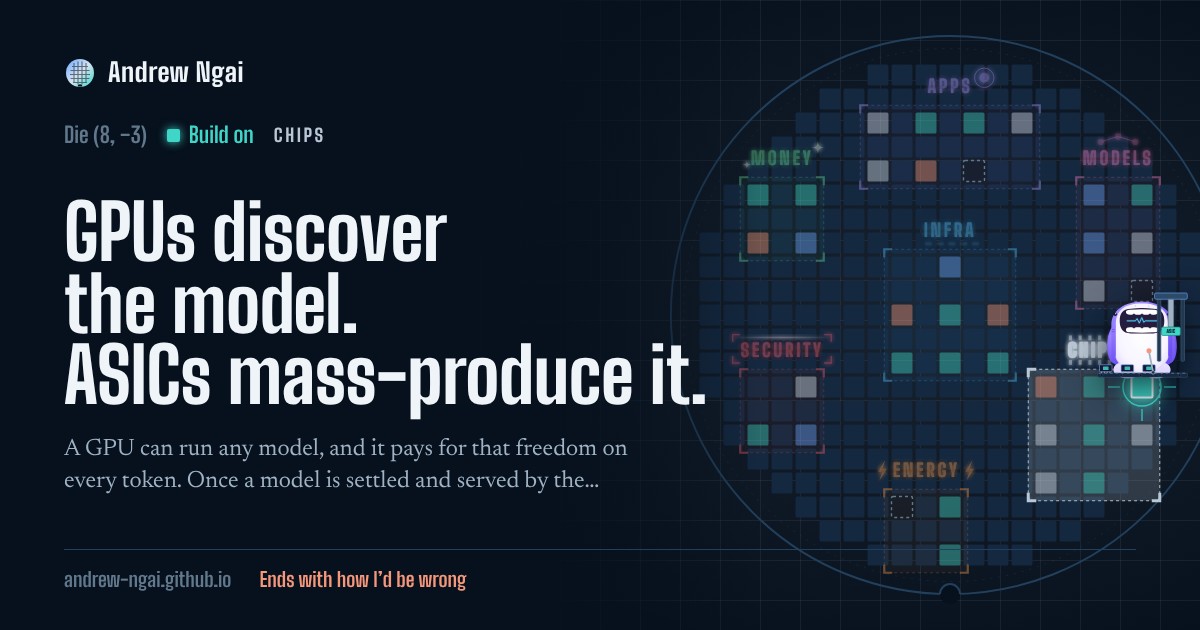 Andrew Ngai
Die (8, −3) Build on CHIPS
GPUs discover
the model.
ASICs mass-produce it.
A GPU can run any model, and it pays for that freedom on
every token. Once a model is settled and served by the...
andrew-ngai.github.io Ends with how I'd be wrong
APPS
MONEY
MODELS
INFRA
SECURITY
ENERGY